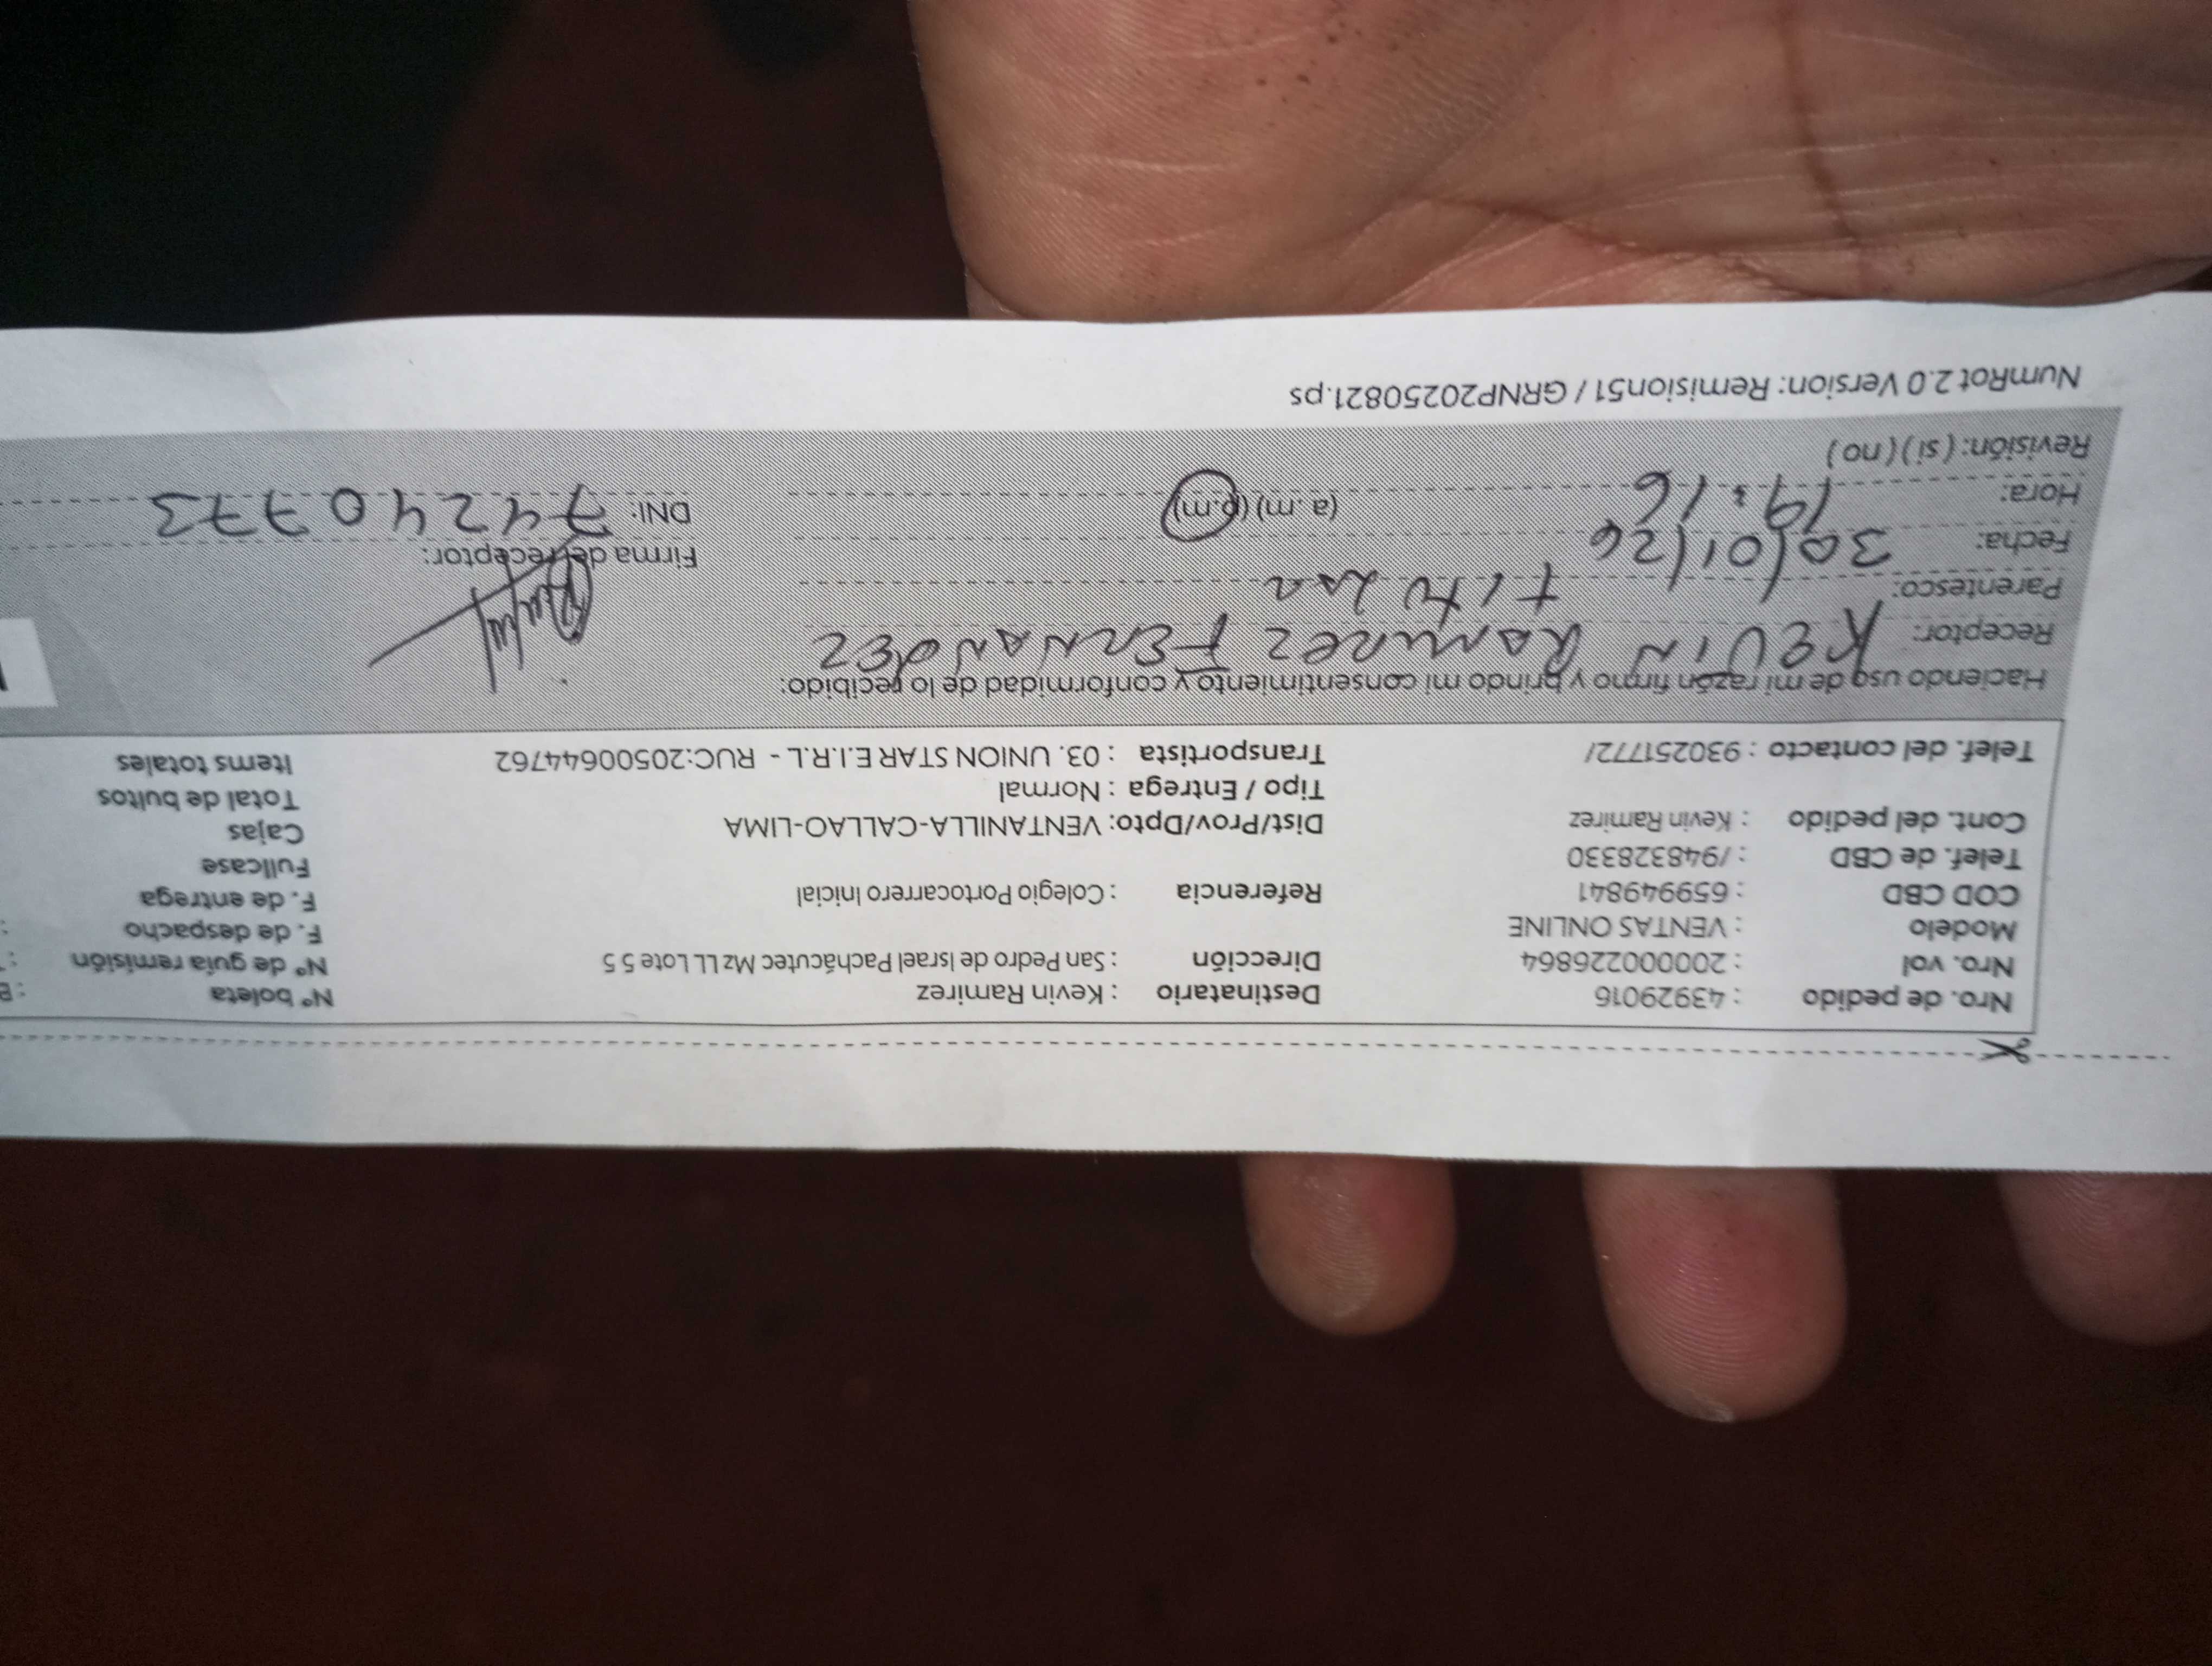 Nro. de pedido : 43929016 Destinatario : Kevin Ramirez N° boleta : B
Nro. vol : 2000002268​64 Dirección : San Pedro de Israel Pachácutec Mz LL Lote 5 5 N° de guía remisión :
Modelo : VENTAS ONLINE F. de despacho :
COD CBD : 659949841 Referencia : Colegio Portocarrero Inicial F. de entrega
Telef. de CBD : /948328330 Fullcase
Cont. del pedido : Kevin Ramirez Dist/Prov/Dpto: VENTANILLA-CALLAO-LIMA Cajas
Tipo / Entrega : Normal Total de bultos
Telef. del contacto : 930251772/ Transportista : 03. UNION STAR E.I.R.L - RUC:20500644762 Items totales
Haciendo uso de mi razón firmo y brindo mi consentimiento y conformidad de lo recibido:
Receptor: KEVIN RAMIREZ FERNANDEZ
Parentesco:
Fecha: 30/01/26 Firma del receptor:
Hora: 19:16 (a.m) (p.m) DNI: 74240773
Revisión: (si) (no)
NumRot 2.0 Version: Remision51 / GRNP20250821.ps